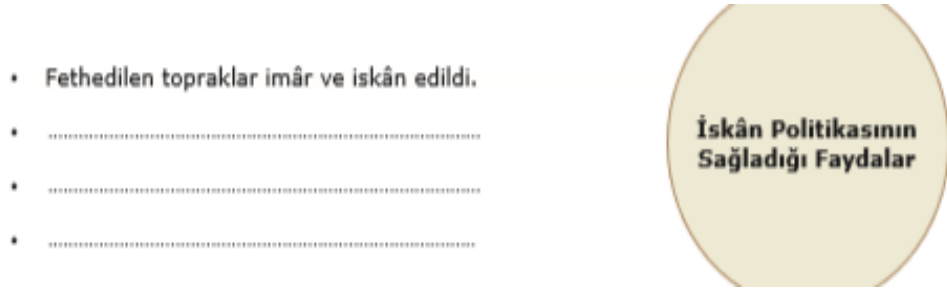 • Fethedilen topraklar imâr ve iskân edildi.
• ................................................................................
• ................................................................................
• ................................................................................
İskân Politikasının
Sağladığı Faydalar